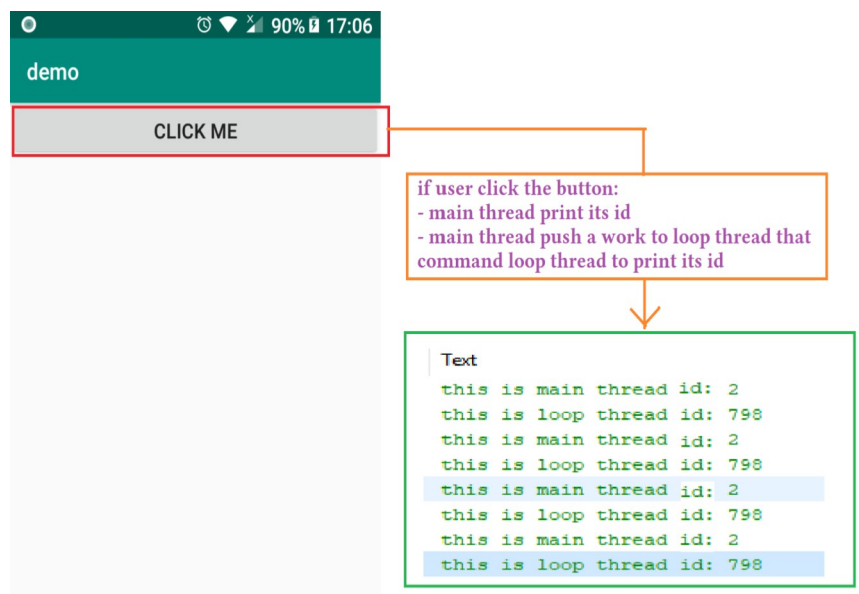 90% 17:06
demo
CLICK ME
if user click the button:
- main thread print its id
- main thread push a work to loop thread that
command loop thread to print its id
Text
this is main thread id: 2
this is loop thread id: 798
this is main thread id: 2
this is loop thread id: 798
this is main thread id: 2
this is loop thread id: 798
this is main thread id: 2
this is loop thread id: 798